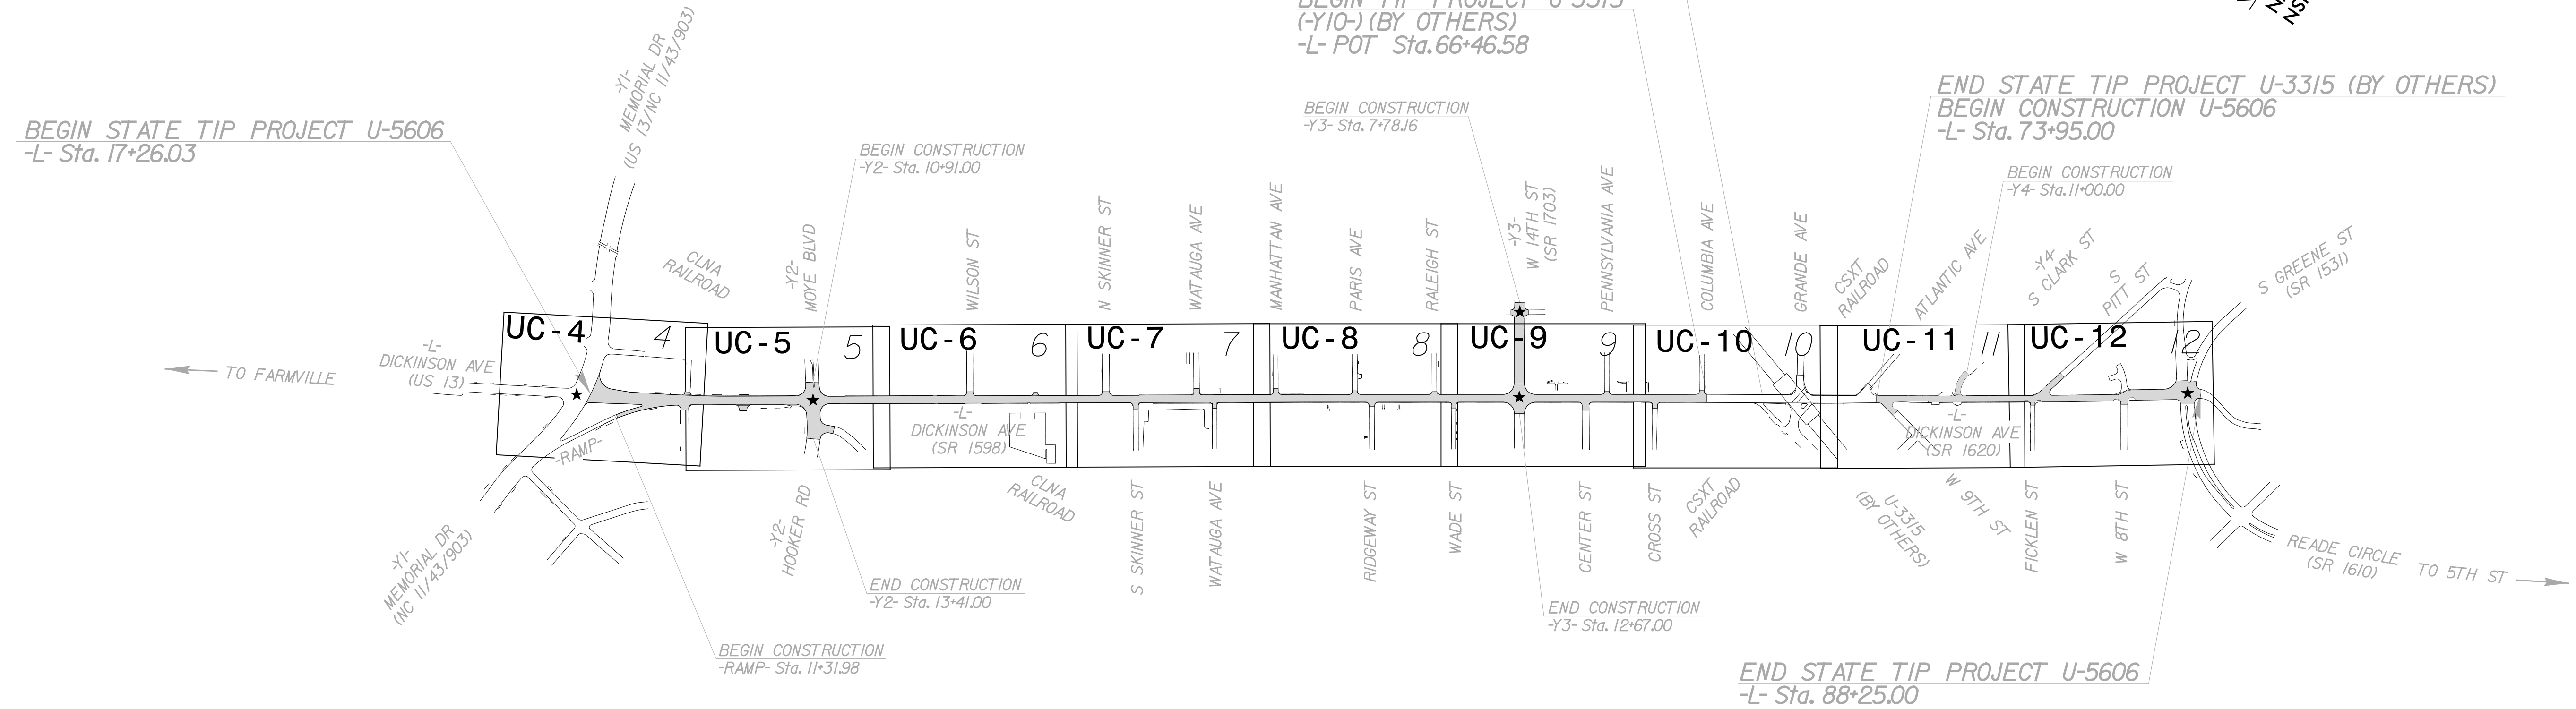 BEGIN TIP PROJECT U-3315
(-Y10-) (BY OTHERS)
-L- POT Sta. 66+46.58
END STATE TIP PROJECT U-3315 (BY OTHERS)
BEGIN CONSTRUCTION U-5606
-L- Sta. 73+95.00
BEGIN STATE TIP PROJECT U-5606
-L- Sta. 17+26.03
-Y1-
MEMORIAL DR
(US 13/NC 11/43/903)
BEGIN CONSTRUCTION
-Y2- Sta. 10+91.00
BEGIN CONSTRUCTION
-Y3- Sta. 7+78.16
BEGIN CONSTRUCTION
-Y4- Sta. 11+00.00
CLNA
RAILROAD
-Y2-
MOYE BLVD
WILSON ST
N SKINNER ST
WATAUGA AVE
MANHATTAN AVE
PARIS AVE
RALEIGH ST
-Y3-
W 14TH ST
(SR 1703)
PENNSYLVANIA AVE
COLUMBIA AVE
GRANDE AVE
CSXT
RAILROAD
ATLANTIC AVE
-Y4-
S CLARK ST
S
PITT ST
S GREENE ST
(SR 1531)
UC-4
4
UC-5
5
UC-6
6
UC-7
7
UC-8
8
UC-9
9
UC-10
10
UC-11
11
UC-12
12
TO FARMVILLE
-L-
DICKINSON AVE
(US 13)
-L-
DICKINSON AVE
(SR 1598)
-L-
DICKINSON AVE
(SR 1620)
-RAMP-
-Y1-
MEMORIAL DR
(NC 11/43/903)
-Y2-
HOOKER RD
CLNA
RAILROAD
S SKINNER ST
WATAUGA AVE
RIDGEWAY ST
WADE ST
CENTER ST
CROSS ST
CSXT
RAILROAD
U-3315
(BY OTHERS)
W 9TH ST
FICKLEN ST
W 8TH ST
READE CIRCLE
(SR 1610)
TO 5TH ST
END CONSTRUCTION
-Y2- Sta. 13+41.00
END CONSTRUCTION
-Y3- Sta. 12+67.00
BEGIN CONSTRUCTION
-RAMP- Sta. 11+31.98
END STATE TIP PROJECT U-5606
-L- Sta. 88+25.00